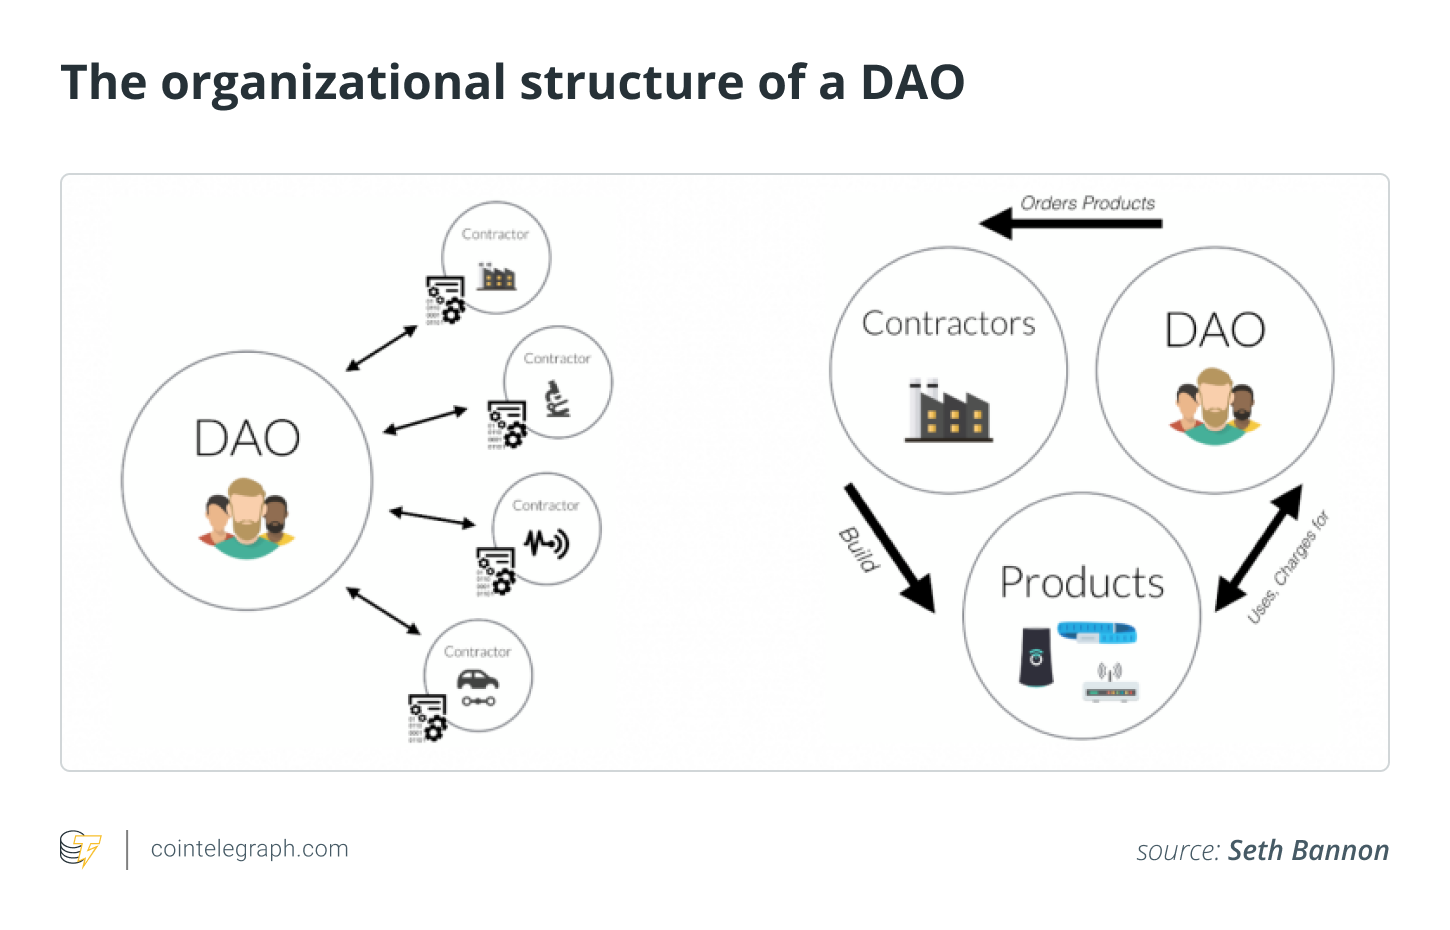 The organizational structure of a DAO
Contractor
Contractor
DAO
Contractor
Contractor
Orders Products
Contractors
DAO
Build
Uses, Charges for
Products
cointelegraph.com
source: Seth Bannon